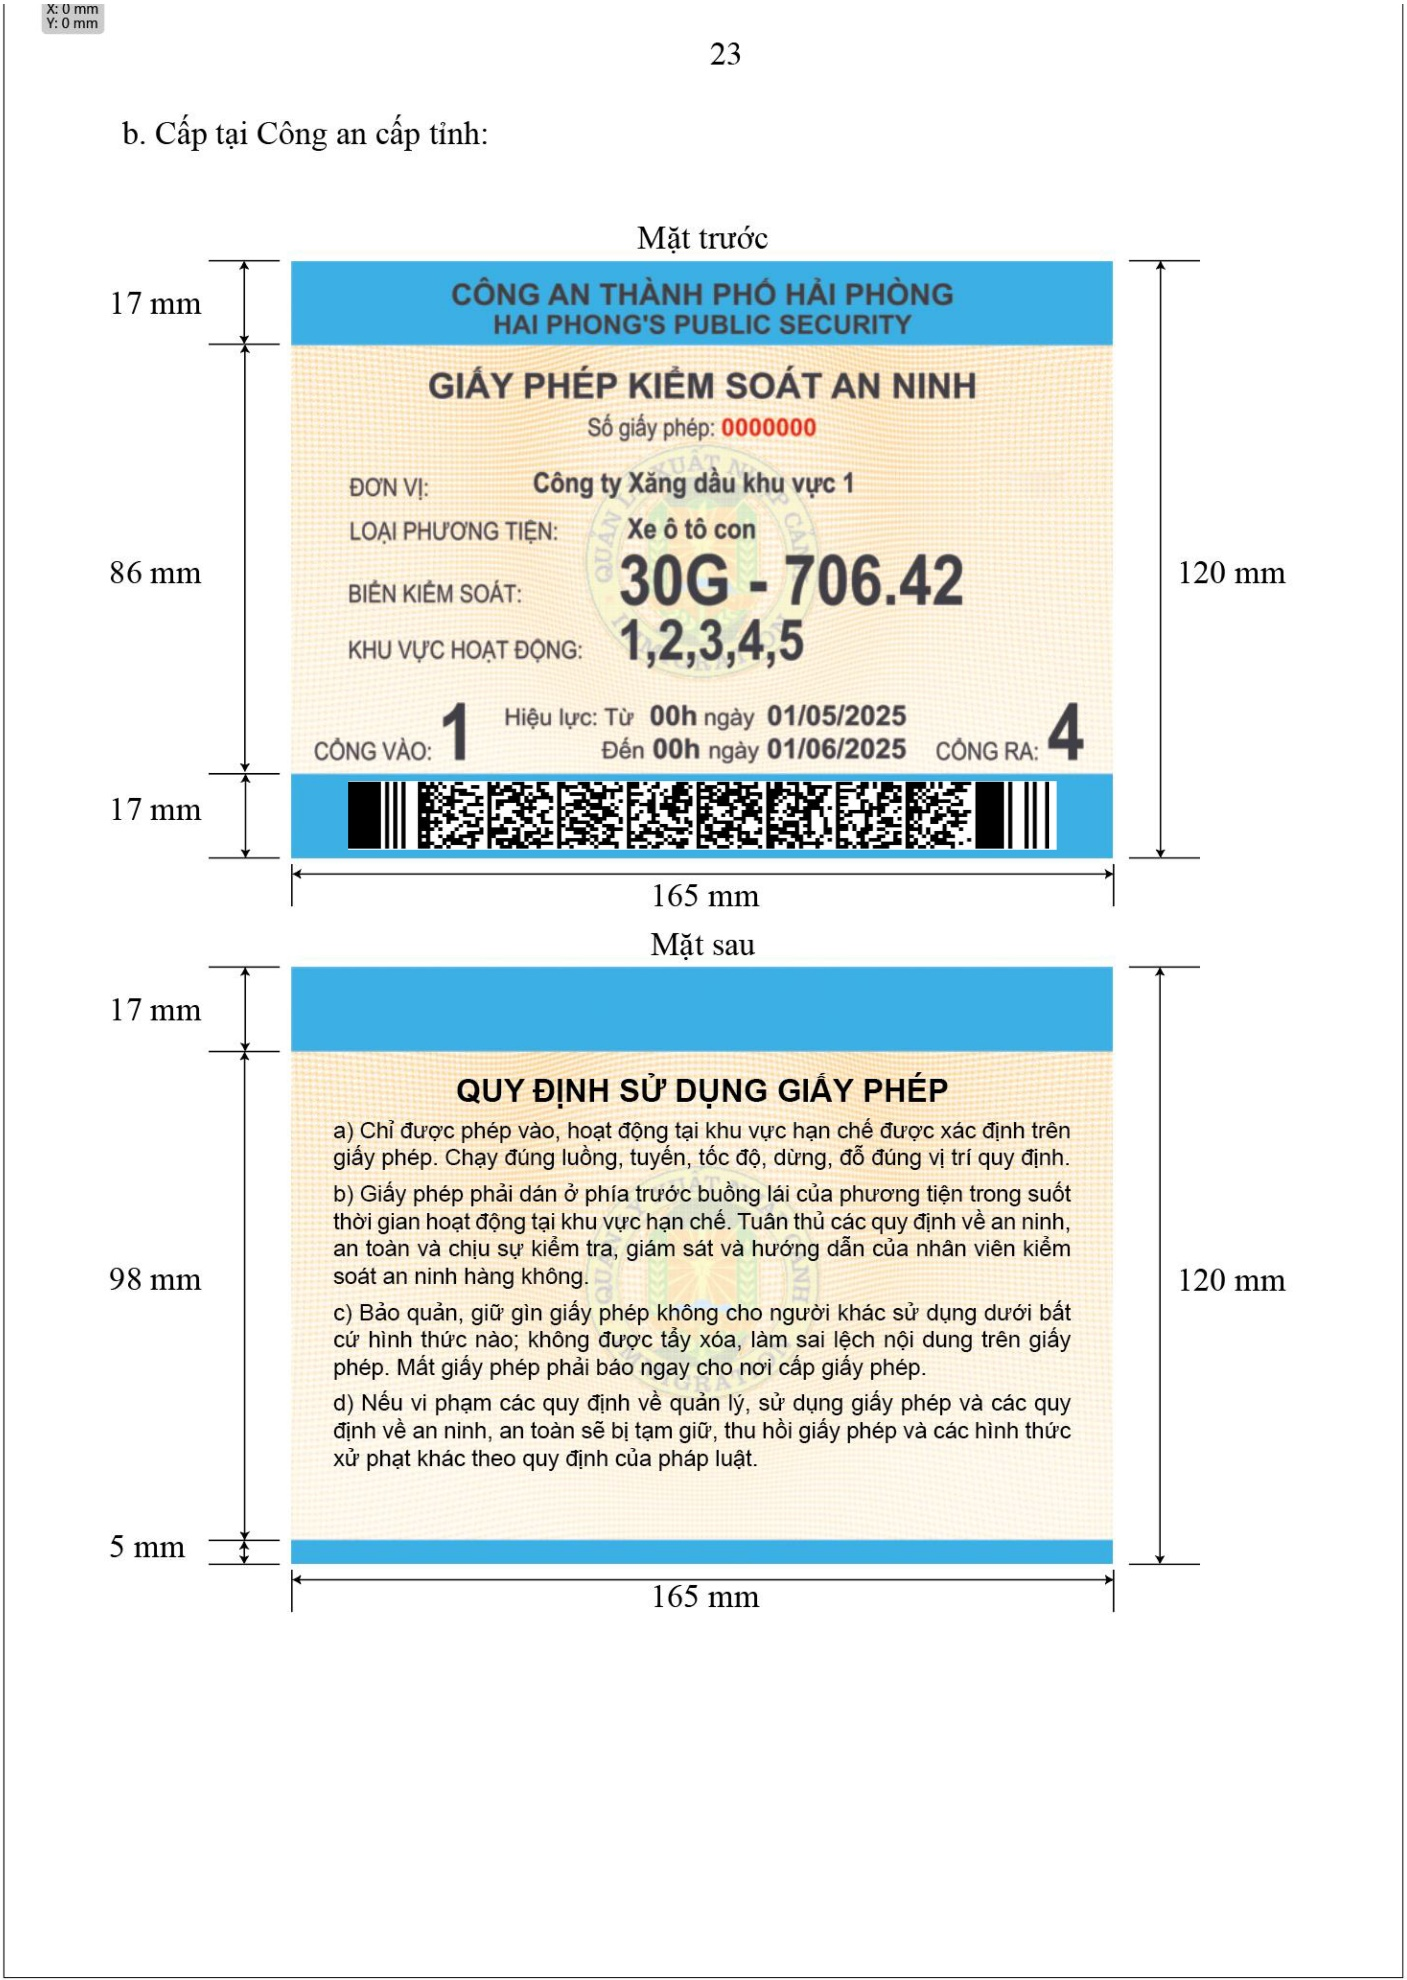 X: 0 mm
Y: 0 mm
23
b. Cấp tại Công an cấp tỉnh:
Mặt trước
17 mm
CÔNG AN THÀNH PHỐ HẢI PHÒNG
HAI PHONG'S PUBLIC SECURITY
GIẤY PHÉP KIỂM SOÁT AN NINH
Số giấy phép: 0000000
ĐƠN VỊ: Công ty Xăng dầu khu vực 1
LOẠI PHƯƠNG TIỆN: Xe ô tô con
86 mm
120 mm
BIỂN KIỂM SOÁT: 30G - 706.42
KHU VỰC HOẠT ĐỘNG: 1,2,3,4,5
QUẢN LÝ XUẤT NHẬP CẢNH
IMMIGRATION
Hiệu lực: Từ 00h ngày 01/05/2025
CỔNG VÀO: 1 Đến 00h ngày 01/06/2025 CỔNG RA: 4
17 mm
165 mm
Mặt sau
17 mm
QUY ĐỊNH SỬ DỤNG GIẤY PHÉP
a) Chỉ được phép vào, hoạt động tại khu vực hạn chế được xác định trên
giấy phép. Chạy đúng luồng, tuyến, tốc độ, dừng, đỗ đúng vị trí quy định.
b) Giấy phép phải dán ở phía trước buồng lái của phương tiện trong suốt
thời gian hoạt động tại khu vực hạn chế. Tuân thủ các quy định về an ninh,
an toàn và chịu sự kiểm tra, giám sát và hướng dẫn của nhân viên kiểm
soát an ninh hàng không.
98 mm
120 mm
c) Bảo quản, giữ gìn giấy phép không cho người khác sử dụng dưới bất
cứ hình thức nào; không được tẩy xóa, làm sai lệch nội dung trên giấy
phép. Mất giấy phép phải báo ngay cho nơi cấp giấy phép.
d) Nếu vi phạm các quy định về quản lý, sử dụng giấy phép và các quy
định về an ninh, an toàn sẽ bị tạm giữ, thu hồi giấy phép và các hình thức
xử phạt khác theo quy định của pháp luật.
QUẢN LÝ XUẤT NHẬP CẢNH
IMMIGRATION
5 mm
165 mm